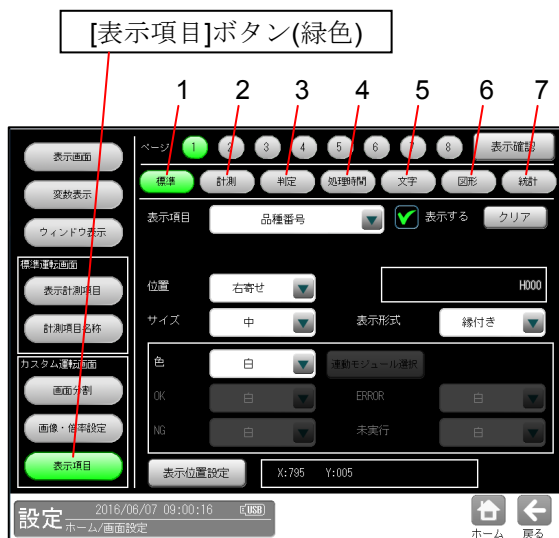 [表示項目]ボタン(緑色)
1 2 3 4 5 6 7
ページ 1 2 3 4 5 6 7 8 表示確認
標準 計測 判定 処理時間 文字 図形 統計
表示画面
変数表示
ウィンドウ表示
標準運転画面
表示計測項目
計測項目名称
カスタム運転画面
画面分割
画像・倍率設定
表示項目
表示項目 品種番号 表示する クリア
位置 右寄せ H000
サイズ 中 表示形式 縁付き
色 白 連動モジュール選択
OK 白 ERROR 白
NG 白 未実行 白
表示位置設定 X:795 Y:005
設定 2016/06/07 09:00:16 USB
ホーム/画面設定
ホーム 戻る